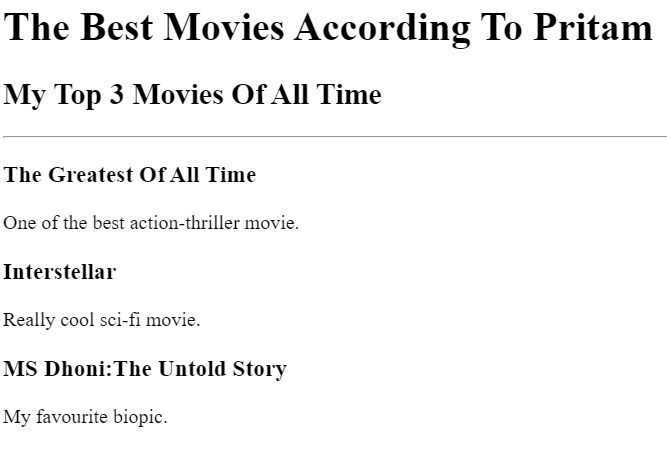 The Best Movies According To Pritam
My Top 3 Movies Of All Time
The Greatest Of All Time
One of the best action-thriller movie.
Interstellar
Really cool sci-fi movie.
MS Dhoni:The Untold Story
My favourite biopic.